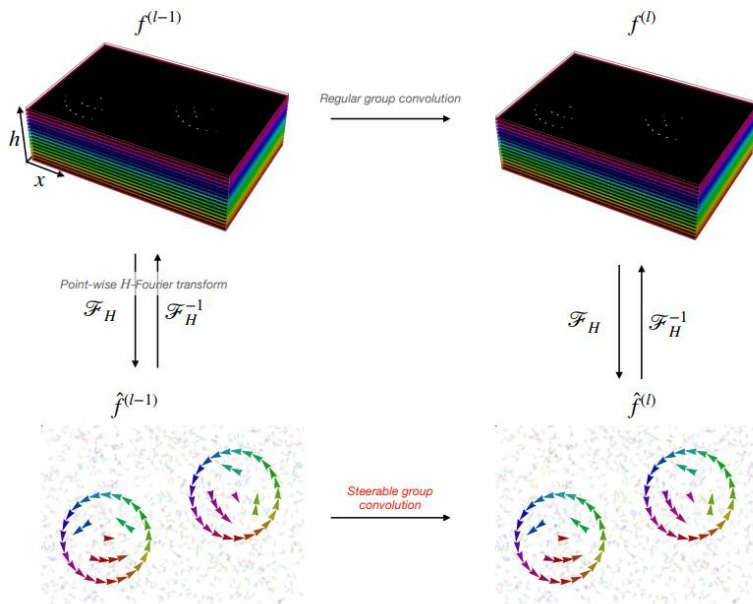 f^{(l−1)}
f^{(l)}
Regular group convolution
h
x
Point-wise H-Fourier transform
ℱ_H ℱ_H^{−1}
ℱ_H ℱ_H^{−1}
f̂^{(l−1)}
f̂^{(l)}
Steerable group
convolution